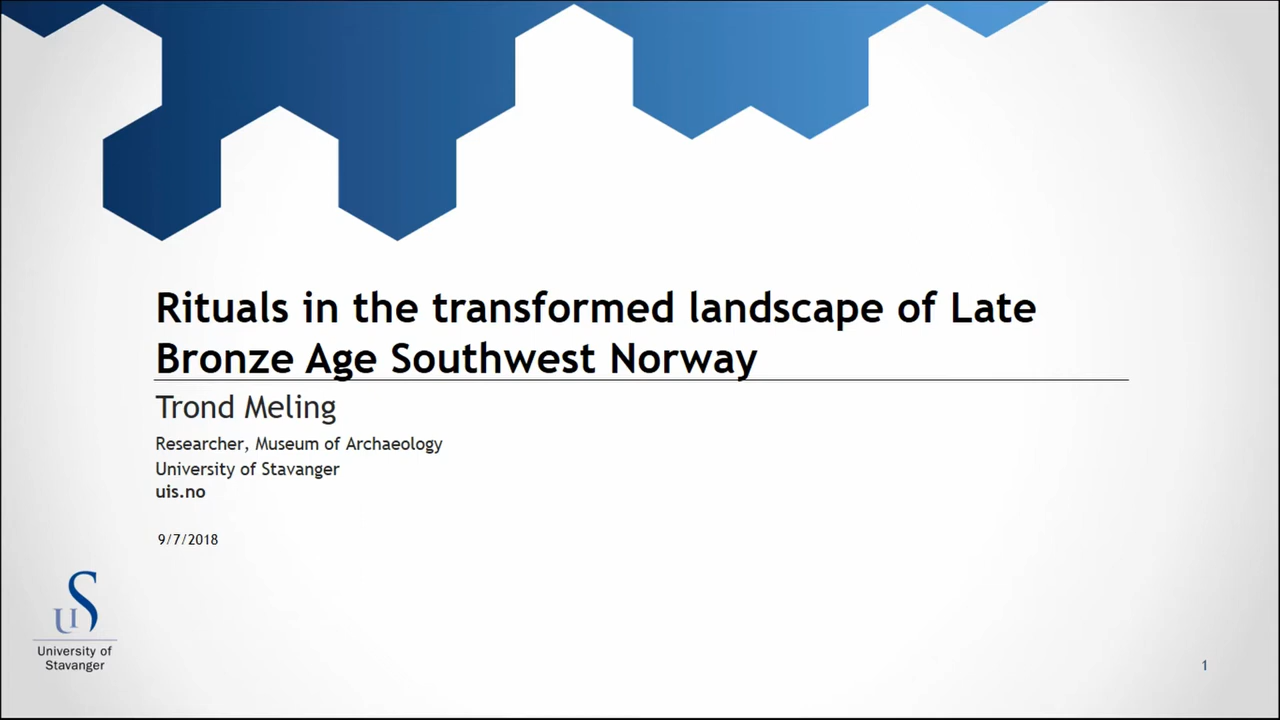 Rituals in the transformed landscape of Late
Bronze Age Southwest Norway
Trond Meling
Researcher, Museum of Archaeology
University of Stavanger
uis.no
9/7/2018
uS
University of
Stavanger
1